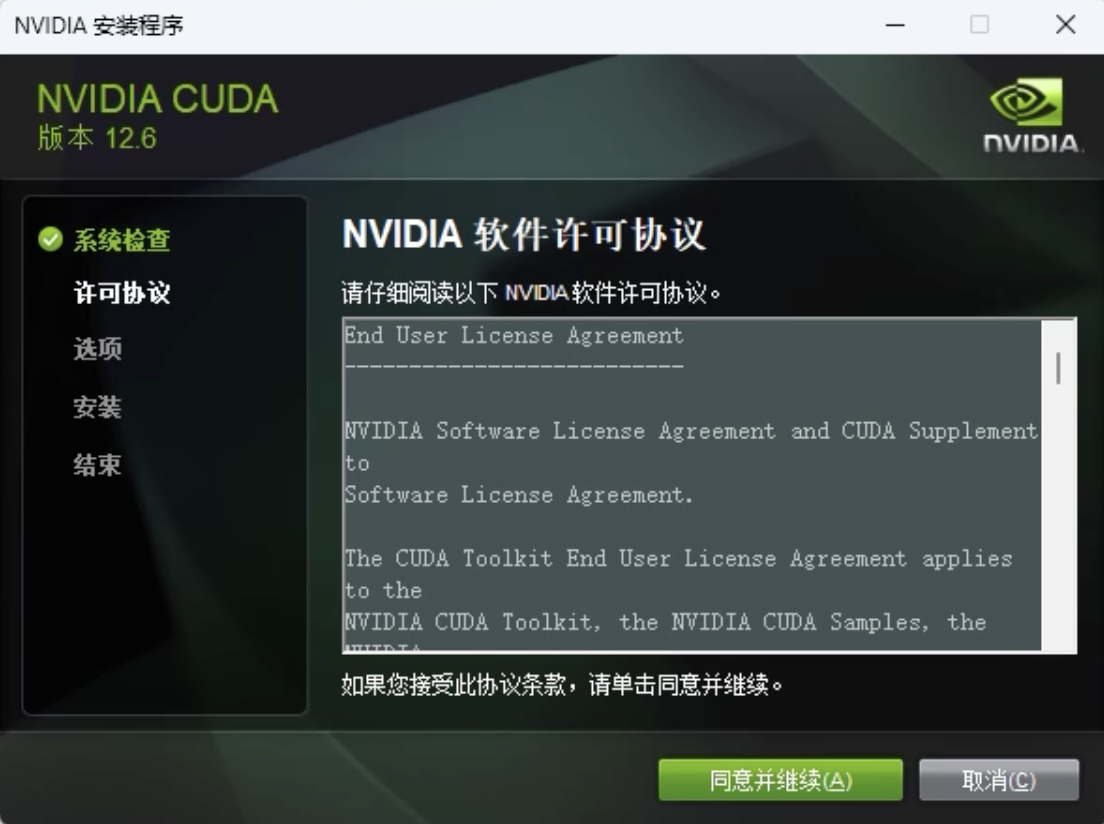 NVIDIA 安装程序
NVIDIA CUDA
版本 12.6
NVIDIA.
系统检查
许可协议
选项
安装
结束
NVIDIA 软件许可协议
请仔细阅读以下 NVIDIA 软件许可协议。
End User License Agreement
--------------------------
NVIDIA Software License Agreement and CUDA Supplement
to
Software License Agreement.
The CUDA Toolkit End User License Agreement applies
to the
NVIDIA CUDA Toolkit, the NVIDIA CUDA Samples, the
NVIDIA
如果您接受此协议条款，请单击同意并继续。
同意并继续(A)
取消(C)